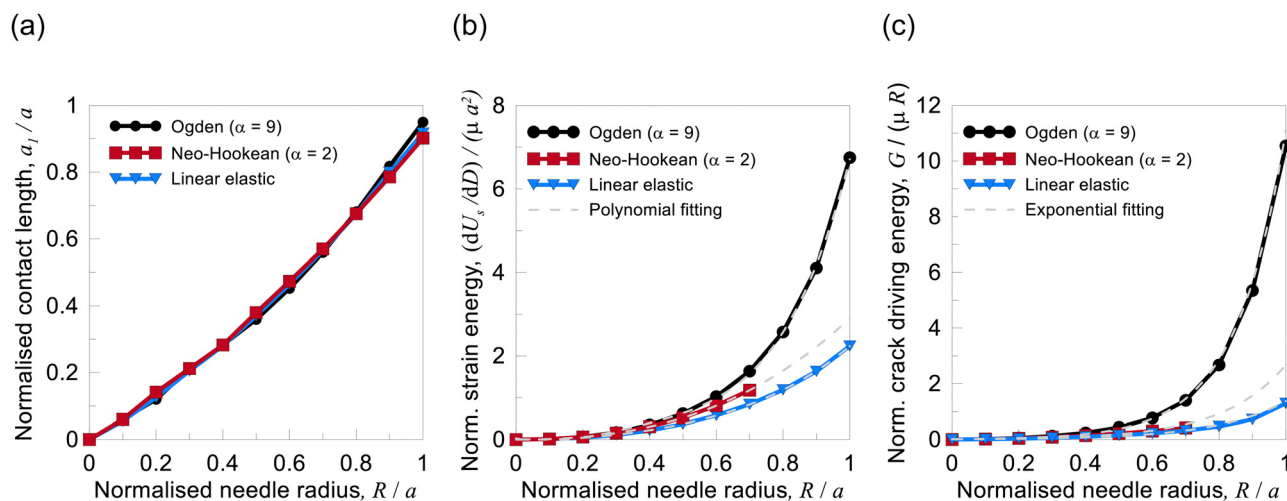 (a)
Normalised contact length, a₁ / a
1
0.8
0.6
0.4
0.2
0
Ogden (α = 9)
Neo-Hookean (α = 2)
Linear elastic
0 0.2 0.4 0.6 0.8 1
Normalised needle radius, R / a
(b)
Norm. strain energy, (dUₛ /dD) / (μ a²)
8
6
4
2
0
Ogden (α = 9)
Neo-Hookean (α = 2)
Linear elastic
Polynomial fitting
0 0.2 0.4 0.6 0.8 1
Normalised needle radius, R / a
(c)
Norm. crack driving energy, G / (μ R)
12
10
8
6
4
2
0
Ogden (α = 9)
Neo-Hookean (α = 2)
Linear elastic
Exponential fitting
0 0.2 0.4 0.6 0.8 1
Normalised needle radius, R / a